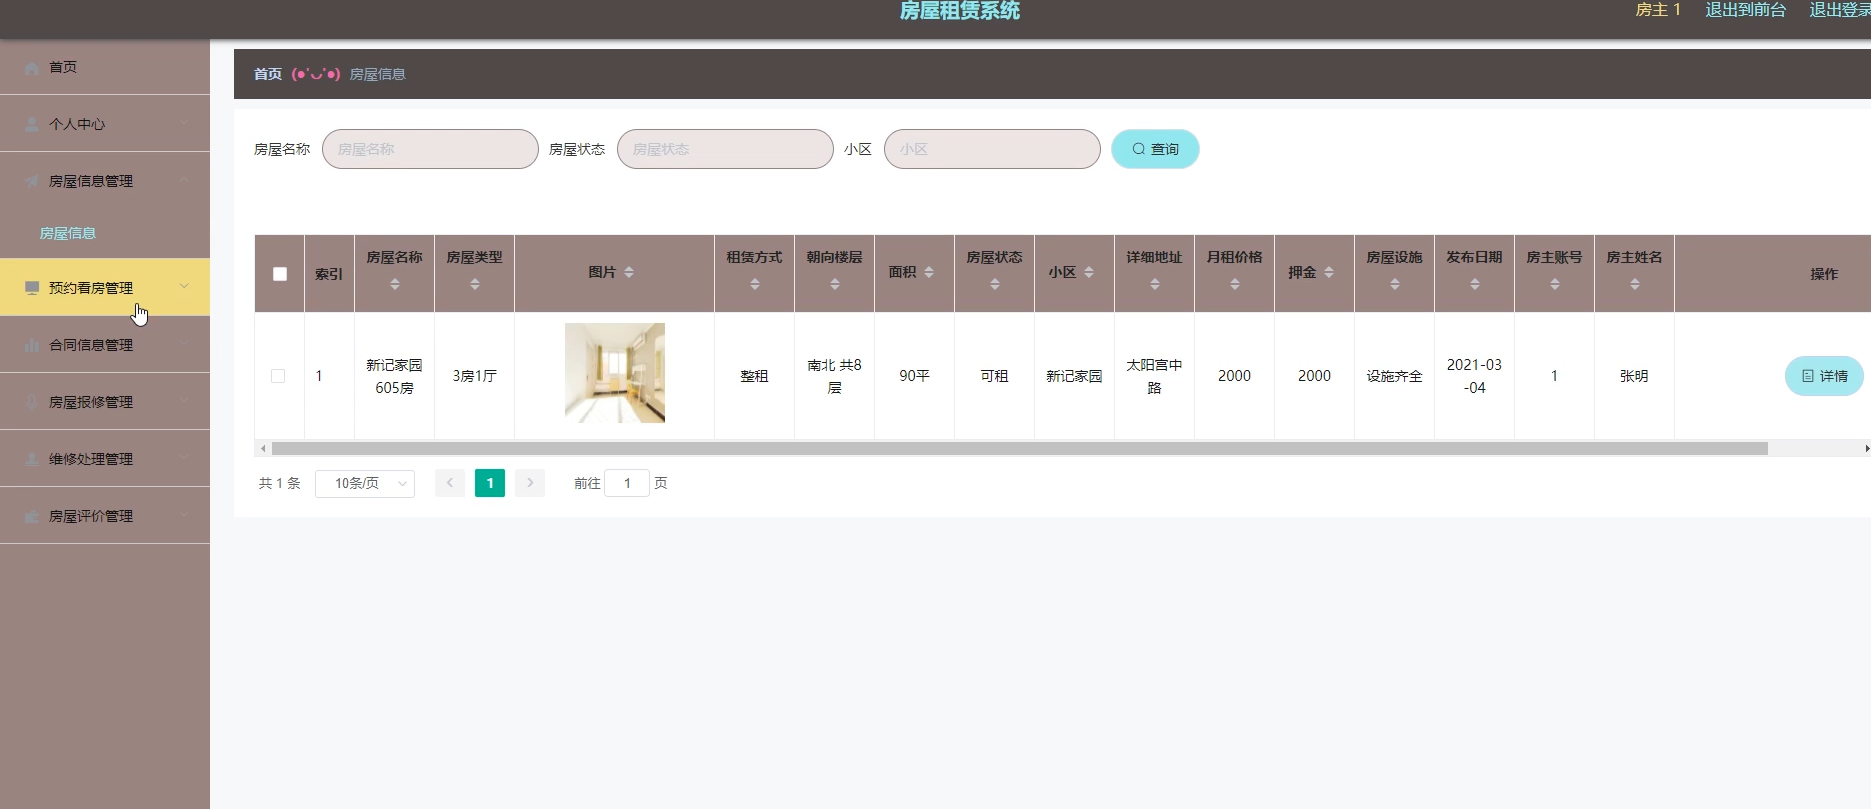 房屋租赁系统
房主 1 退出到前台 退出登录
首页
个人中心
房屋信息管理
房屋信息
预约看房管理
合同信息管理
房屋报修管理
维修处理管理
房屋评价管理
首页 (●'◡'●) 房屋信息
房屋名称 房屋名称 房屋状态 房屋状态 小区 小区 查询
索引 房屋名称 房屋类型 图片 租赁方式 朝向楼层 面积 房屋状态 小区 详细地址 月租价格 押金 房屋设施 发布日期 房主账号 房主姓名 操作
1 新记家园 3房1厅 整租 南北 共8 90平 可租 新记家园 太阳宫中 2000 2000 设施齐全 2021-03 1 张明 详情
605房 层 路 -04
共 1 条 10条/页 1 前往 1 页